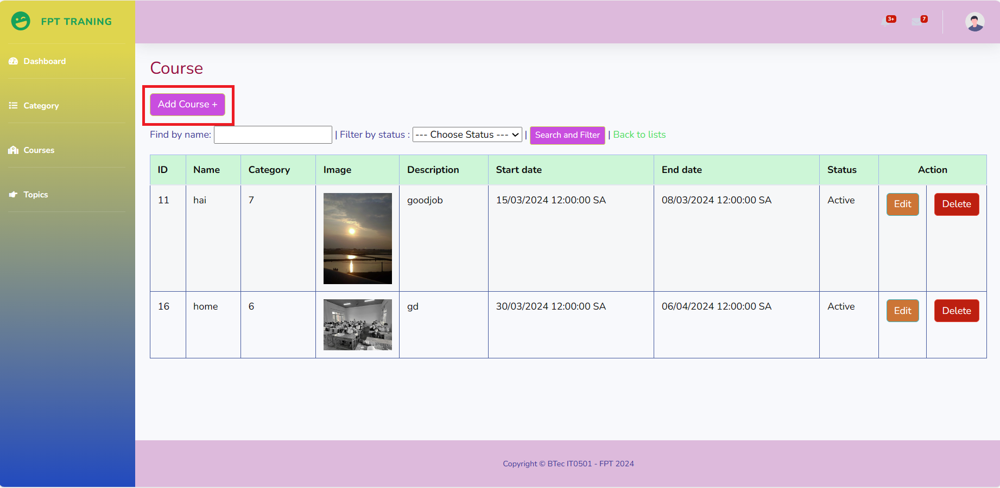 FPT TRANING
3+
7
Dashboard
Category
Courses
Topics
Course
Add Course +
Find by name: | Filter by status : --- Choose Status --- | Search and Filter | Back to lists
ID Name Category Image Description Start date End date Status Action
11 hai 7 goodjob 15/03/2024 12:00:00 SA 08/03/2024 12:00:00 SA Active Edit Delete
16 home 6 gd 30/03/2024 12:00:00 SA 06/04/2024 12:00:00 SA Active Edit Delete
Copyright © BTec IT0501 - FPT 2024